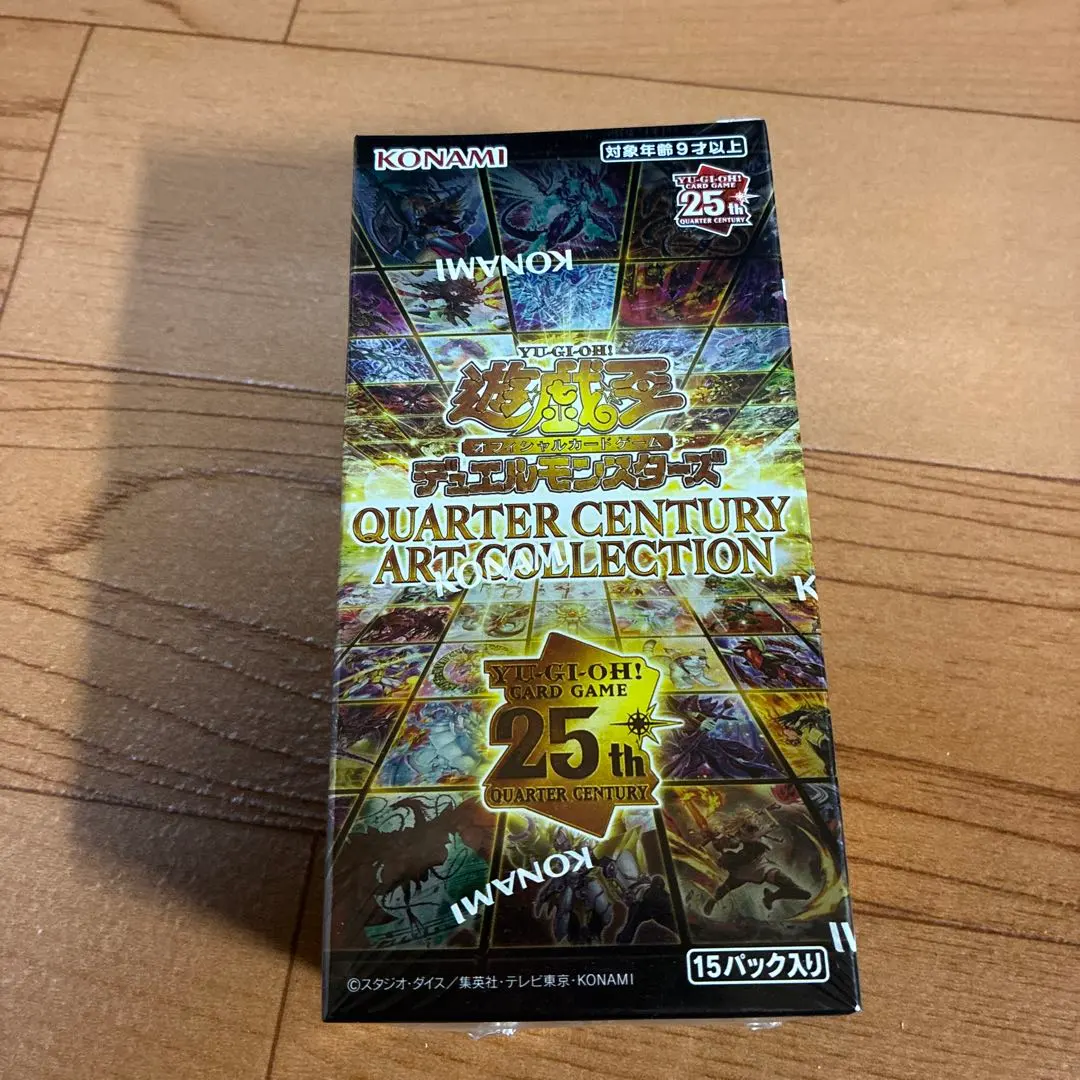 KONAMI
対象年齢9才以上
YU-GI-OH!
CARD GAME
25th
QUARTER CENTURY
KONAMI
YU-GI-OH!
遊戯王
オフィシャルカードゲーム
デュエルモンスターズ
QUARTER CENTURY
ART COLLECTION
KONAMI
K
YU-GI-OH!
CARD GAME
25th
QUARTER CENTURY
KONAMI
15パック入り
©スタジオ・ダイス/集英社・テレビ東京・KONAMI